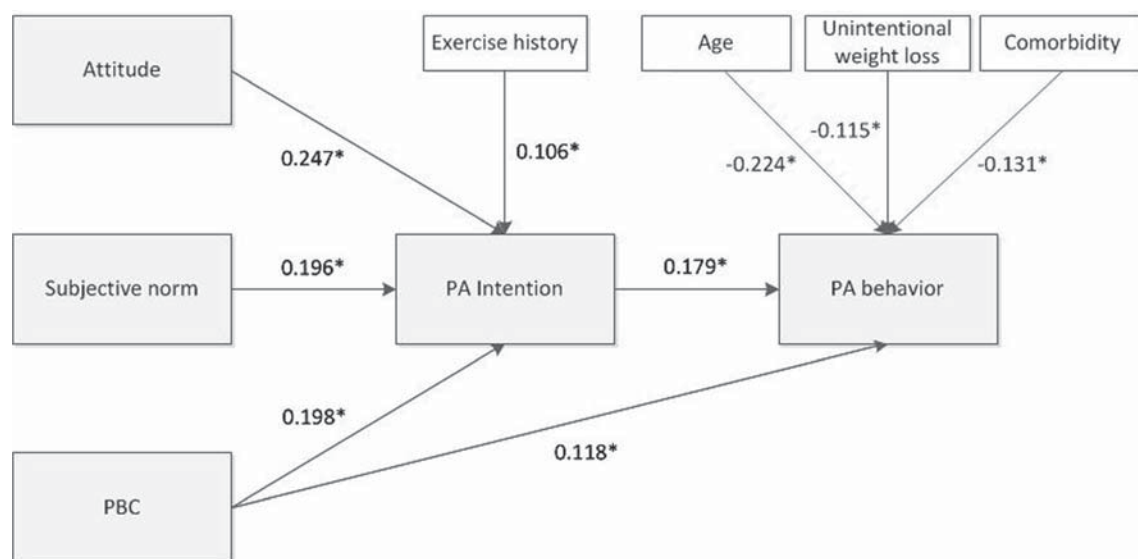 Attitude
Exercise history
Age
Unintentional
weight loss
Comorbidity
0.247*
0.106*
-0.224*
-0.115*
-0.131*
Subjective norm
0.196*
PA Intention
0.179*
PA behavior
0.198*
0.118*
PBC